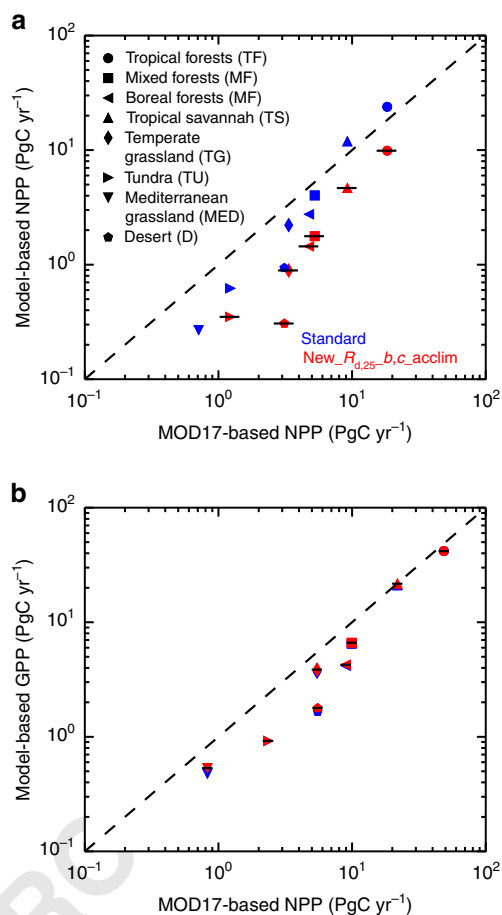 a
10²
10¹
10⁰
10⁻¹
Model-based NPP (PgC yr⁻¹)
Tropical forests (TF)
Mixed forests (MF)
Boreal forests (MF)
Tropical savannah (TS)
Temperate
grassland (TG)
Tundra (TU)
Mediterranean
grassland (MED)
Desert (D)
Standard
New_R_d,25_b,c_acclim
10⁻¹ 10⁰ 10¹ 10²
MOD17-based NPP (PgC yr⁻¹)
b
10²
10¹
10⁰
10⁻¹
Model-based GPP (PgC yr⁻¹)
10⁻¹ 10⁰ 10¹ 10²
MOD17-based NPP (PgC yr⁻¹)
RC